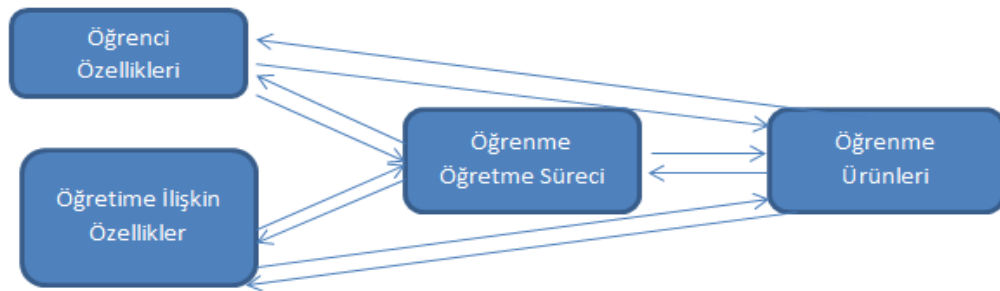 Öğrenci
Özellikleri
Öğretime İlişkin
Özellikler
Öğrenme
Öğretme Süreci
Öğrenme
Ürünleri